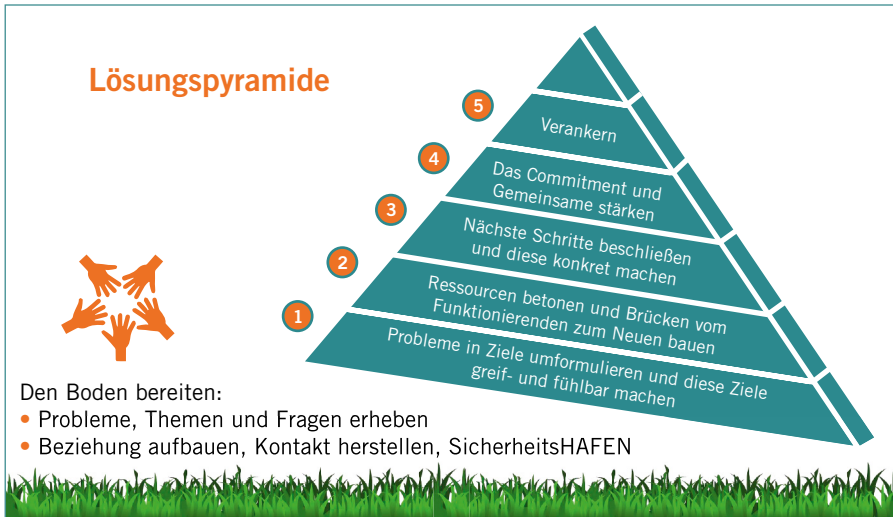 Lösungspyramide
5
Verankern
4
Das Commitment und
Gemeinsame stärken
3
Nächste Schritte beschließen
und diese konkret machen
2
Ressourcen betonen und Brücken vom
Funktionierenden zum Neuen bauen
1
Probleme in Ziele umformulieren und diese Ziele
greif- und fühlbar machen
Den Boden bereiten:
• Probleme, Themen und Fragen erheben
• Beziehung aufbauen, Kontakt herstellen, SicherheitsHAFEN